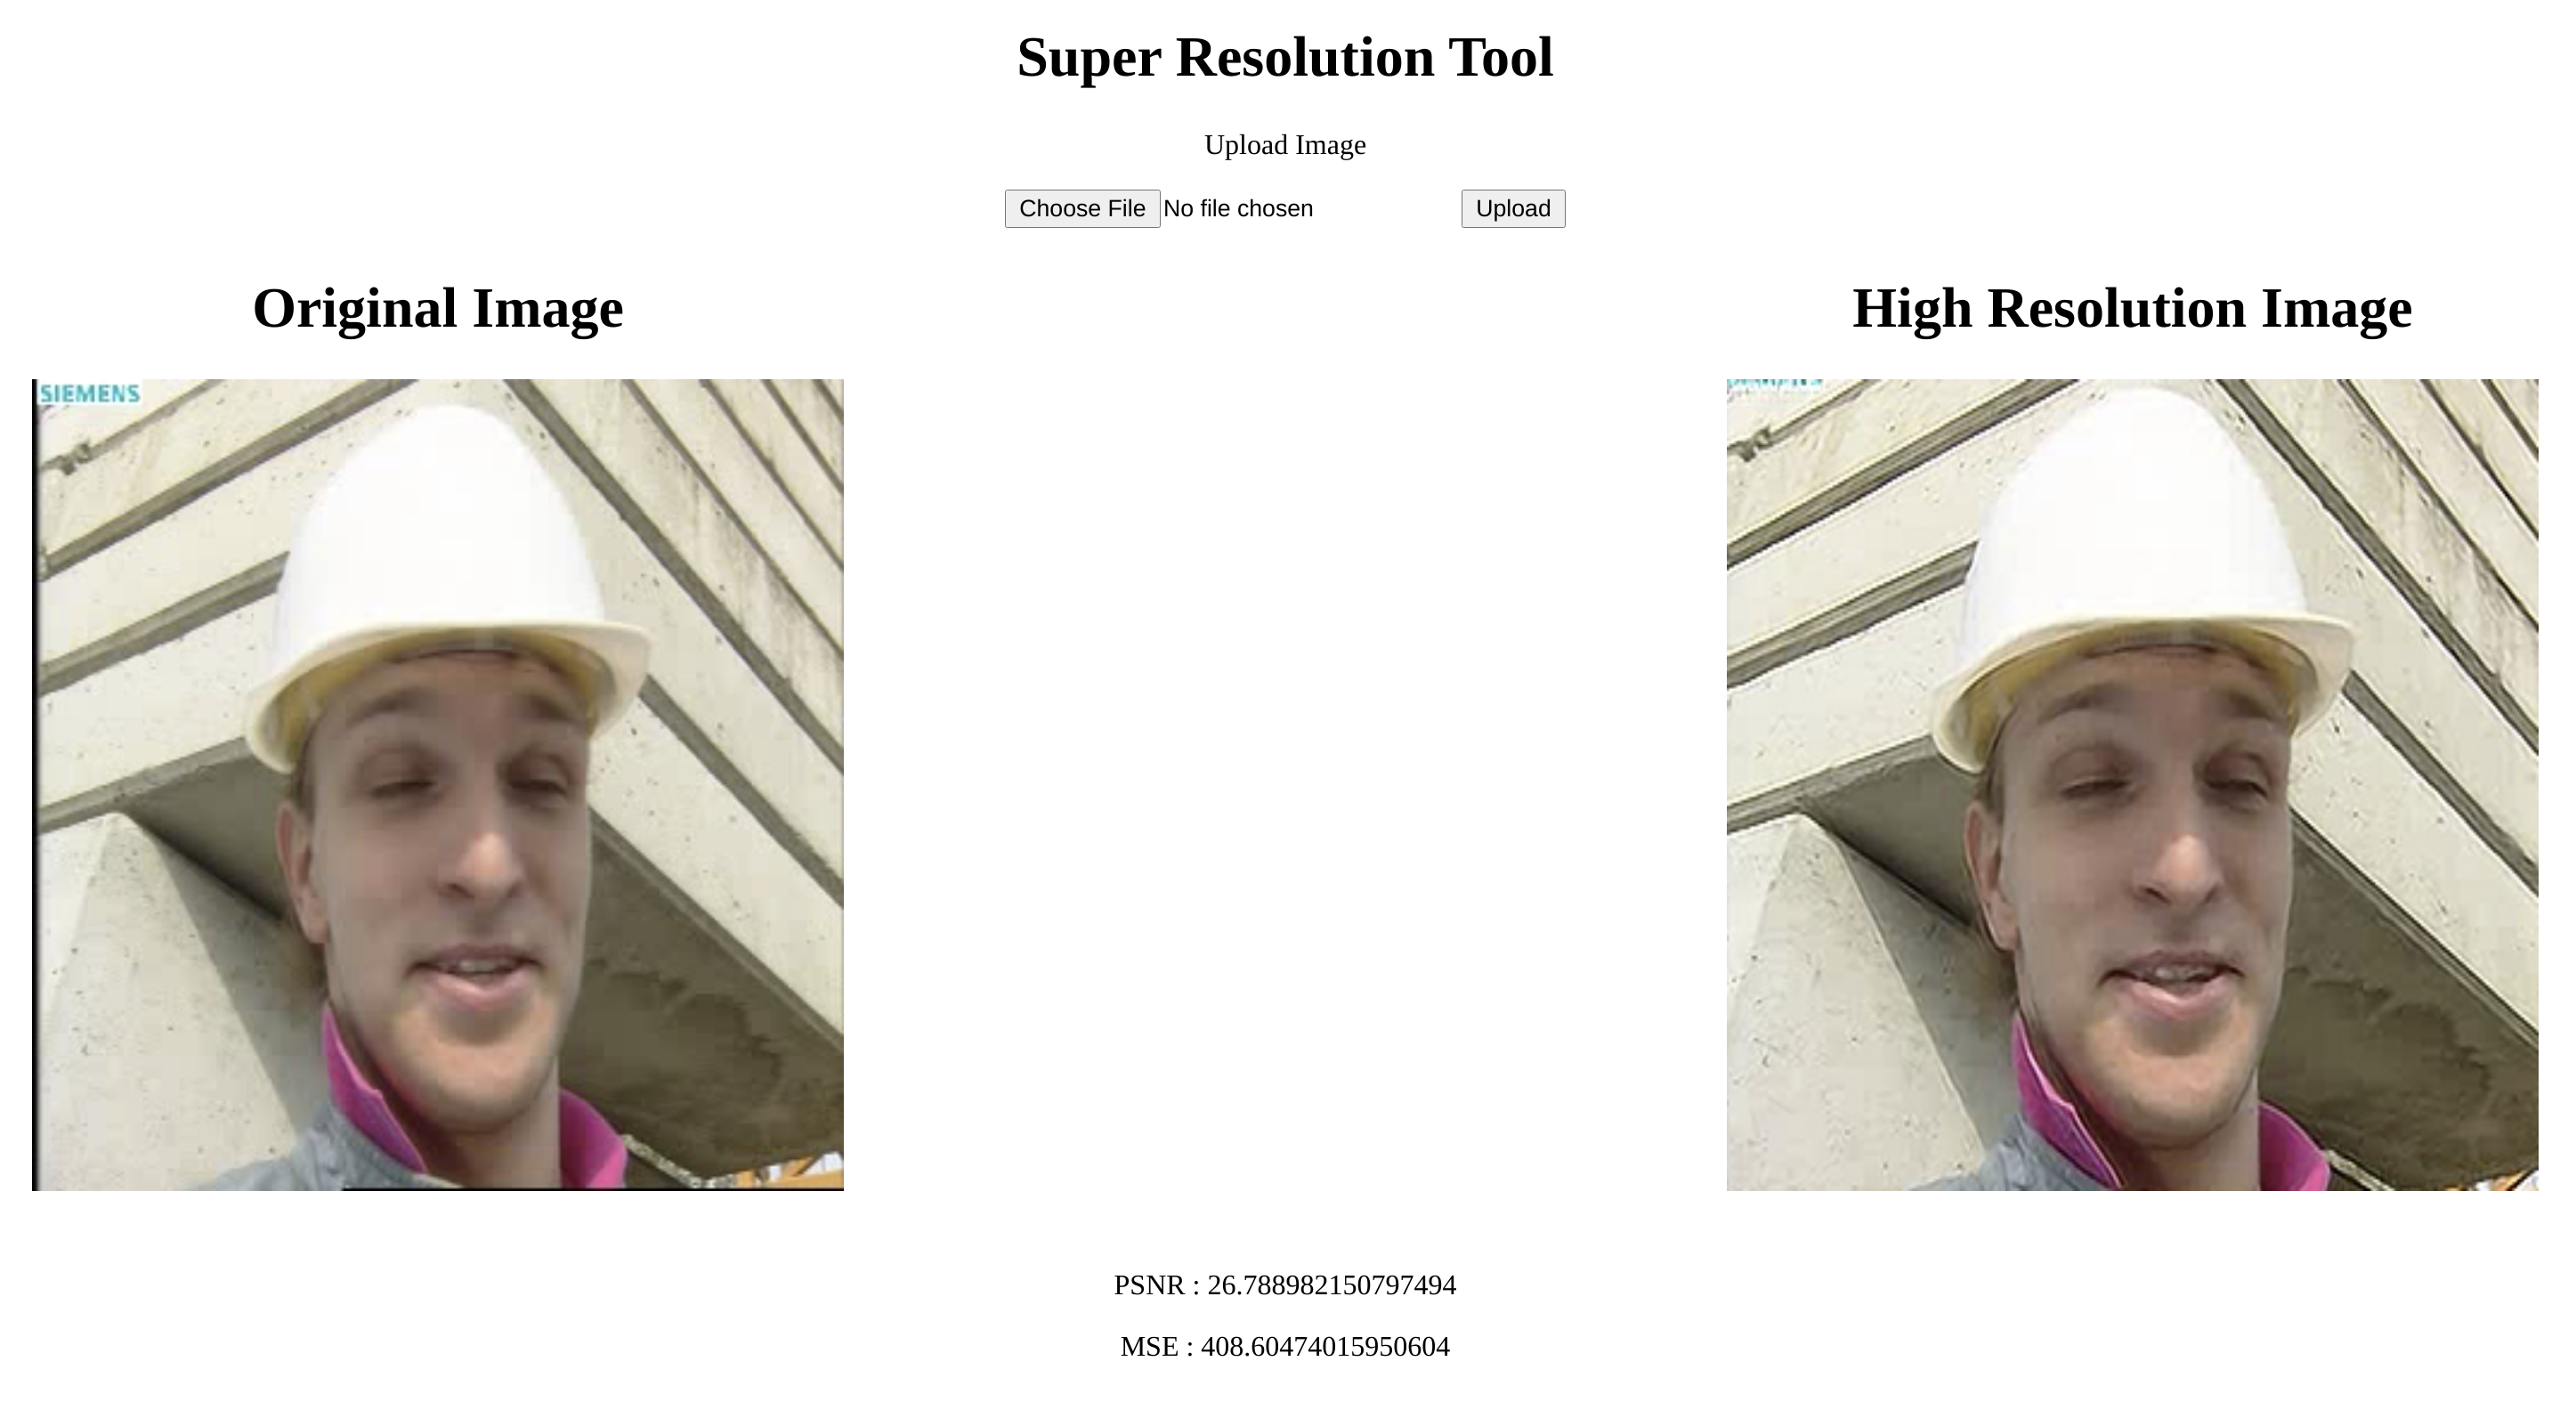 Super Resolution Tool
Upload Image
Choose File No file chosen Upload
Original Image High Resolution Image
SIEMENS
PSNR : 26.788982150797494
MSE : 408.60474015950604